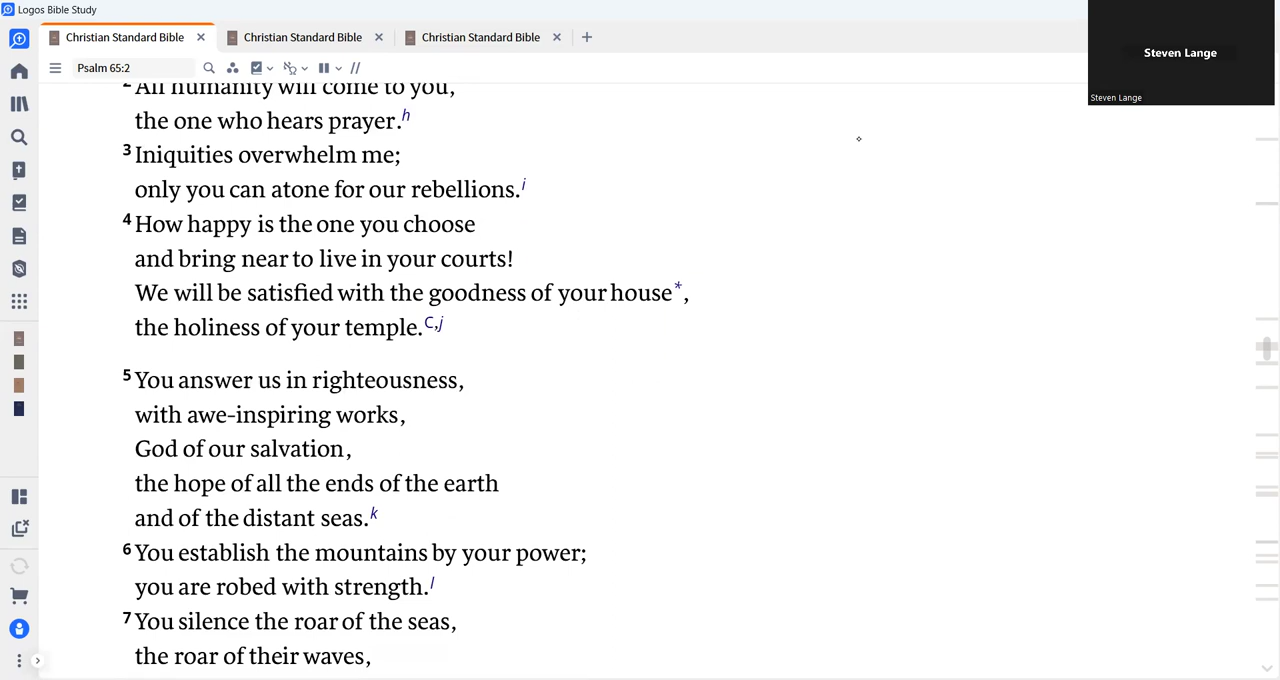 Logos Bible Study
Christian Standard Bible
Christian Standard Bible
Christian Standard Bible
Psalm 65:2
Steven Lange
Steven Lange
2 All humanity will come to you,
the one who hears prayer.h
3 Iniquities overwhelm me;
only you can atone for our rebellions.i
4 How happy is the one you choose
and bring near to live in your courts!
We will be satisfied with the goodness of your house*,
the holiness of your temple.C,j
5 You answer us in righteousness,
with awe-inspiring works,
God of our salvation,
the hope of all the ends of the earth
and of the distant seas.k
6 You establish the mountains by your power;
you are robed with strength.l
7 You silence the roar of the seas,
the roar of their waves,